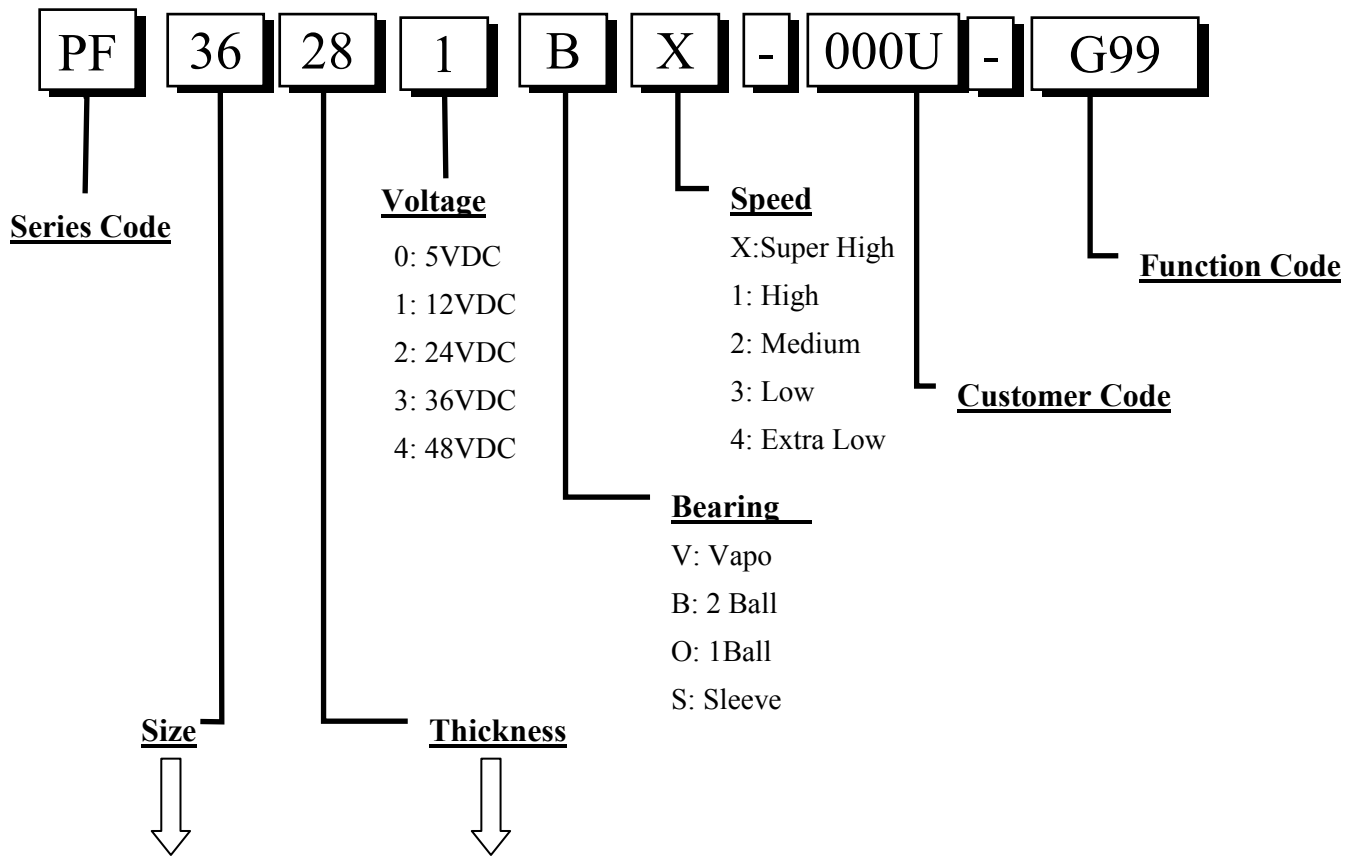 PF 36 28 1 B X - 000U - G99
Series Code
Voltage
0: 5VDC
1: 12VDC
2: 24VDC
3: 36VDC
4: 48VDC
Speed
X:Super High
1: High
2: Medium
3: Low
4: Extra Low
Function Code
Customer Code
Bearing
V: Vapo
B: 2 Ball
O: 1Ball
S: Sleeve
Size
Thickness